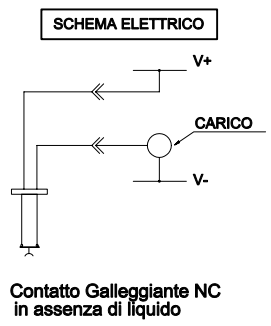 SCHEMA ELETTRICO
V+
CARICO
V-
Contatto Galleggiante NC
in assenza di liquido